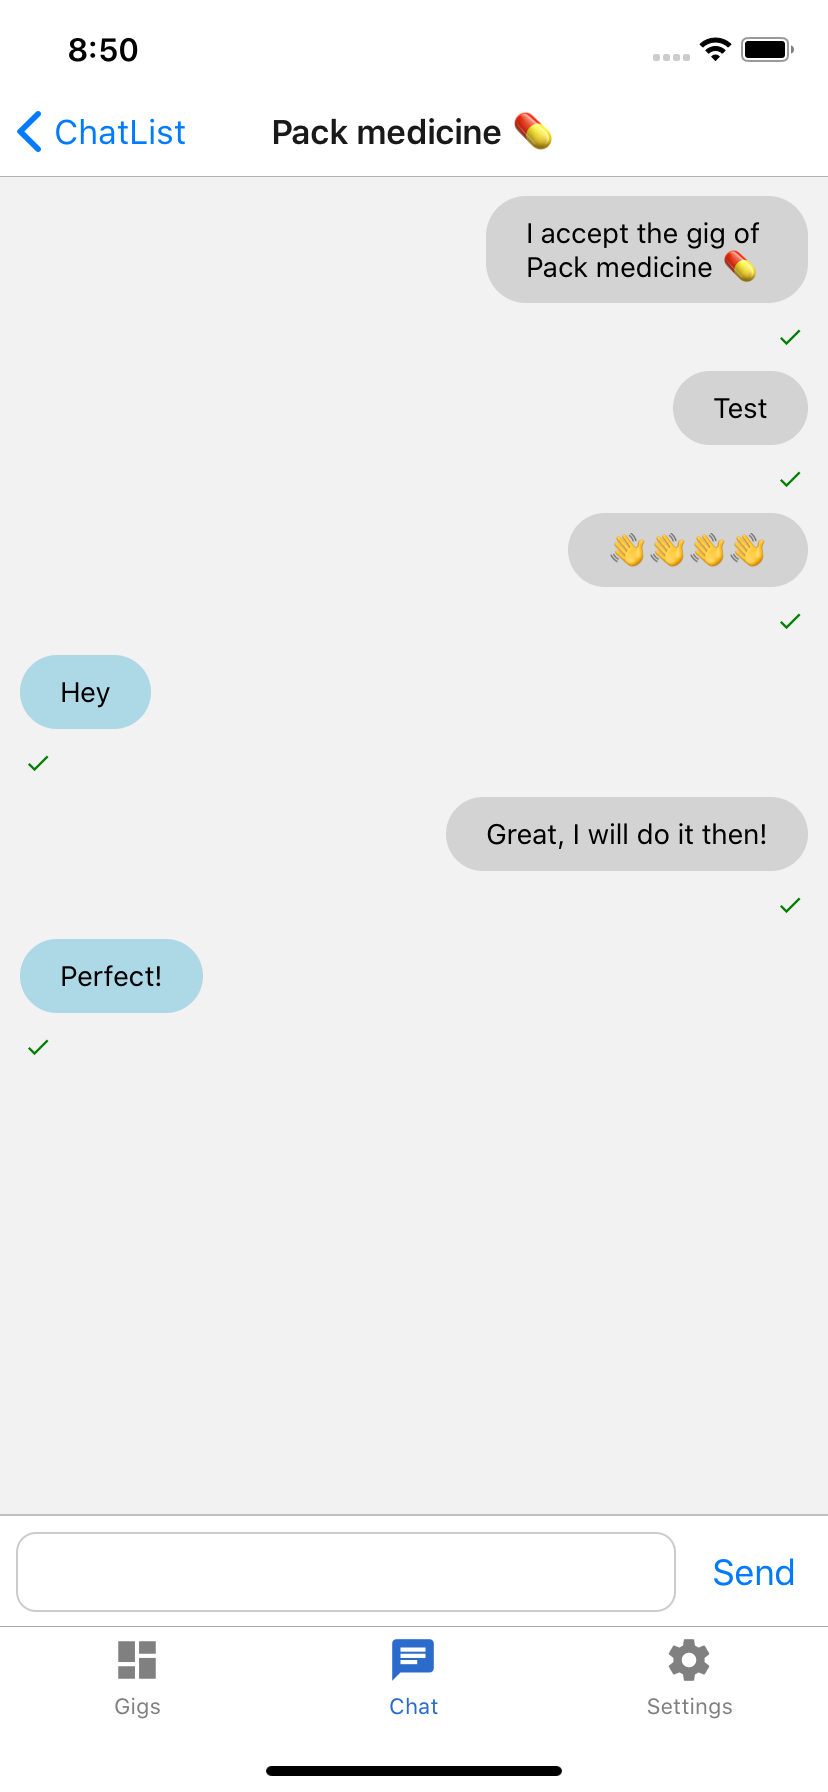 8:50
ChatList
Pack medicine 💊
I accept the gig of
Pack medicine 💊
Test
👋👋👋👋
Hey
Great, I will do it then!
Perfect!
Send
Gigs
Chat
Settings